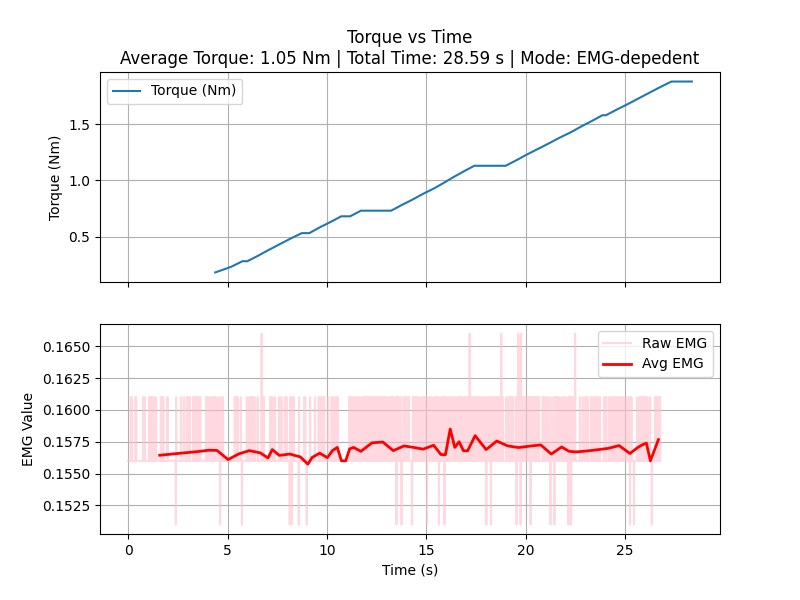 Torque vs Time
Average Torque: 1.05 Nm | Total Time: 28.59 s | Mode: EMG-depedent
Torque (Nm)
1.5
1.0
0.5
Torque (Nm)
0.1650
0.1625
0.1600
0.1575
0.1550
0.1525
EMG Value
Raw EMG
Avg EMG
0
5
10
15
20
25
Time (s)